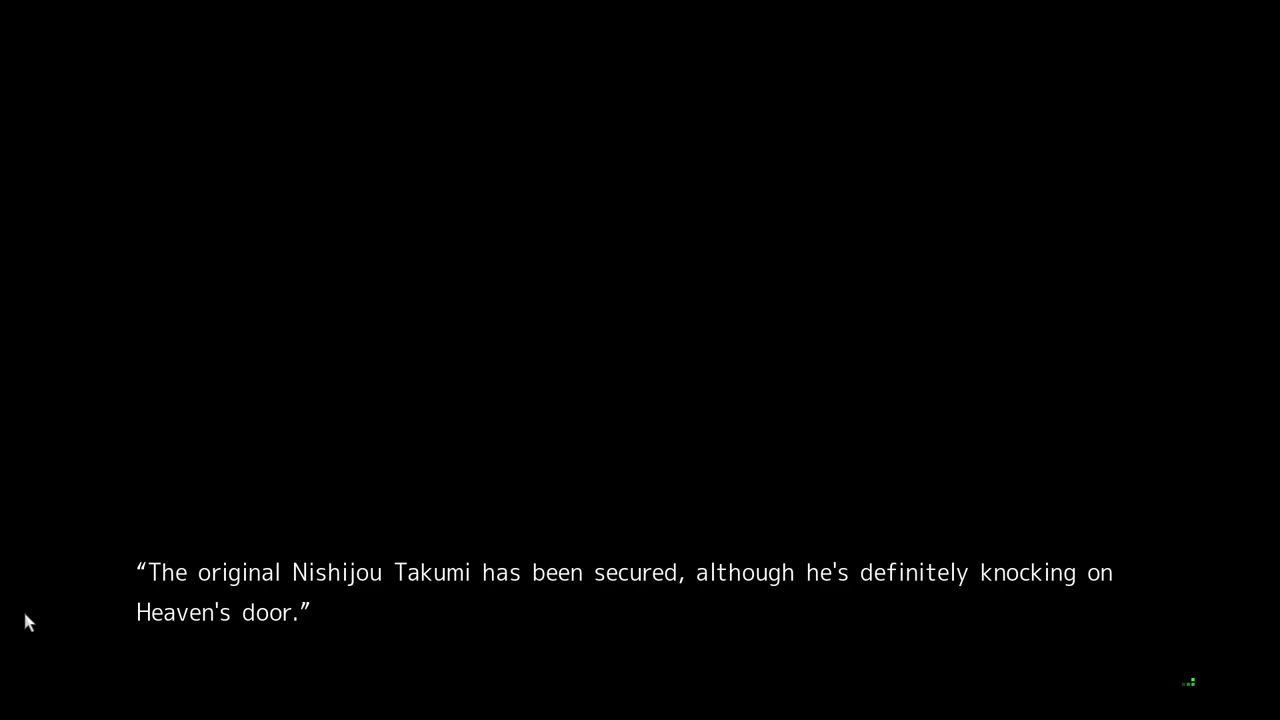 “The original Nishijou Takumi has been secured, although he's definitely knocking on
Heaven's door.”